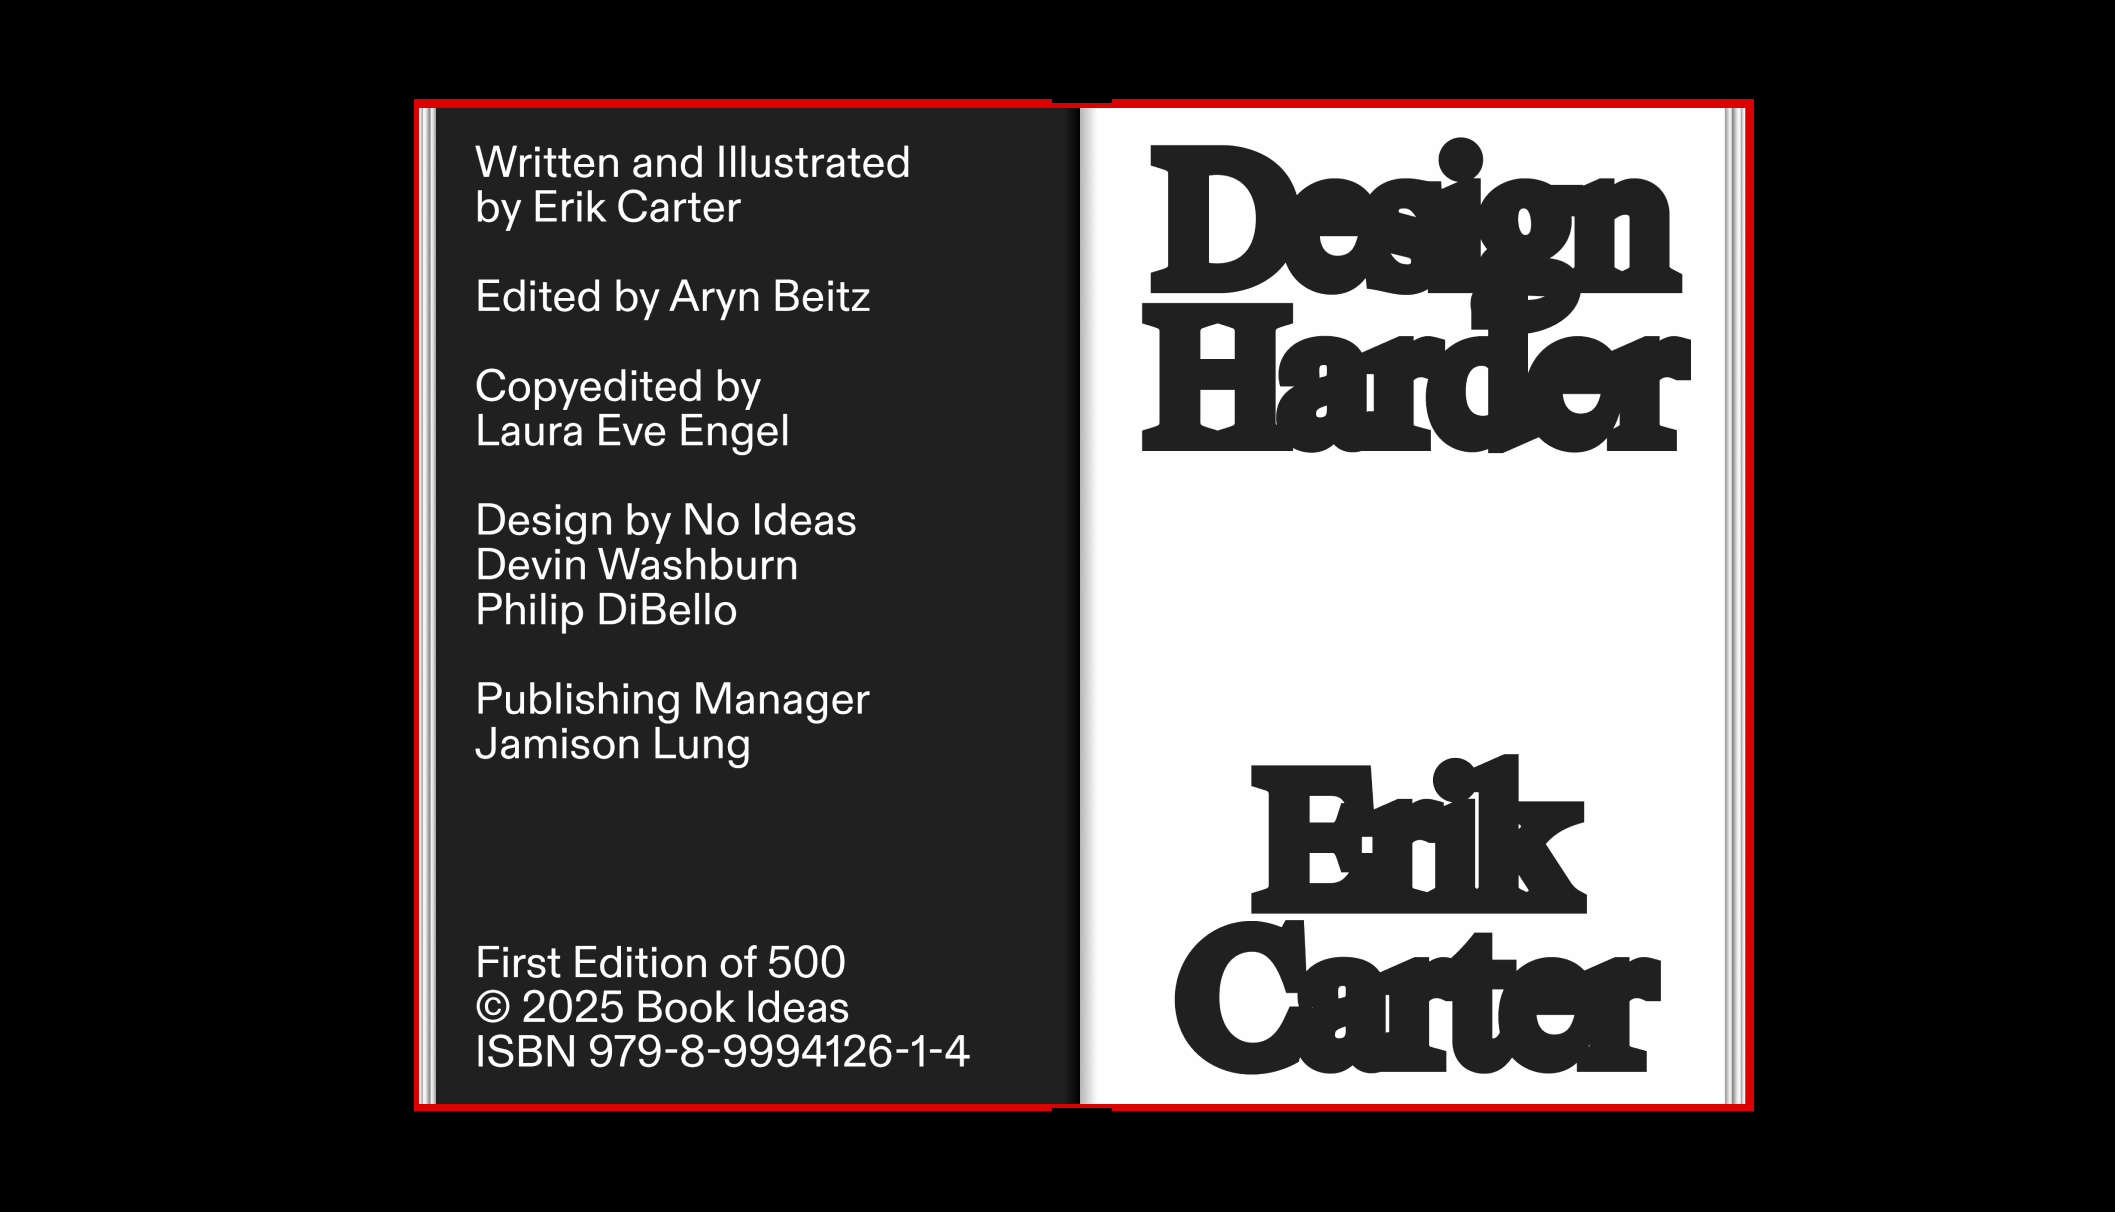 Written and Illustrated
by Erik Carter
Edited by Aryn Beitz
Copyedited by
Laura Eve Engel
Design by No Ideas
Devin Washburn
Philip DiBello
Publishing Manager
Jamison Lung
First Edition of 500
© 2025 Book Ideas
ISBN 979-8-9994126-1-4
Design
Harder
Erik
Carter